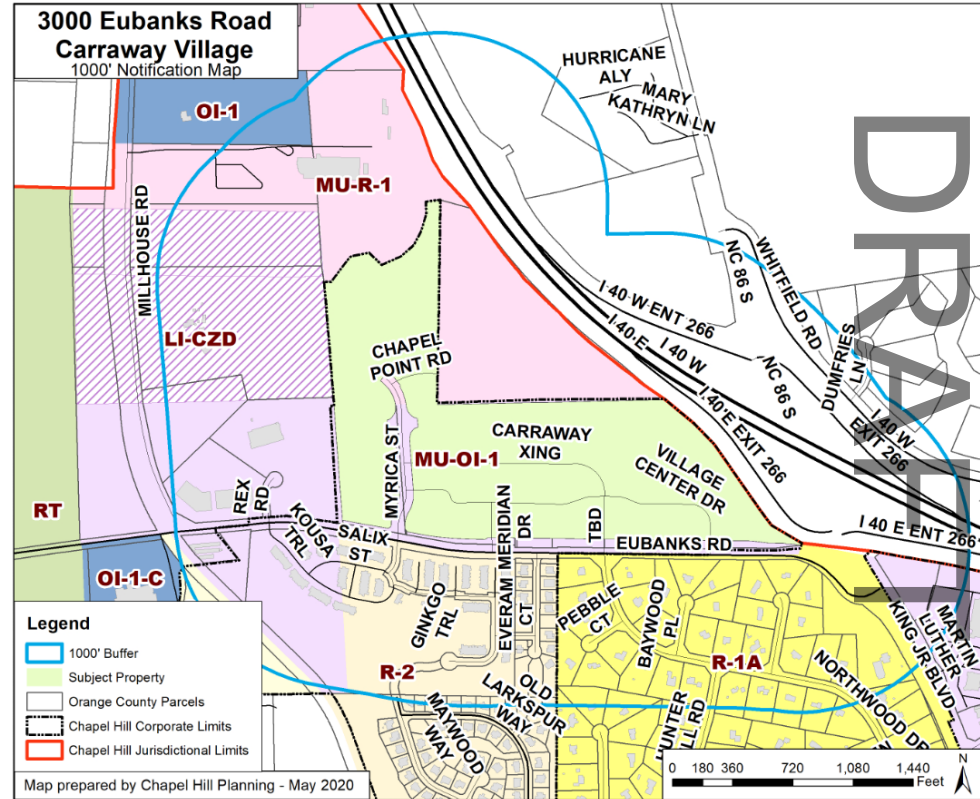 3000 Eubanks Road
Carraway Village
1000' Notification Map
HURRICANE
ALY
MARY
KATHRYN LN
OI-1
MU-R-1
MILLHOUSE RD
LI-CZD
NC 86 S
WHITFIELD RD
I 40 W ENT 266
I 40 E
I 40 W
DUMFRIES
LN
NC 86 S
I 40 E EXIT 266
I 40 W
EXIT 266
CHAPEL
POINT RD
CARRAWAY
XING
MU-OI-1
VILLAGE
CENTER DR
MYRICA ST
RT
REX
RD
KOUSA
TRL
SALIX
ST
EVERAM MERIDIAN
DR
CT
TBD
EUBANKS RD
I 40 E ENT 266
OI-1-C
GINKGO
TRL
PEBBLE
CT
BAYWOOD
PL
R-1A
MARTIN
LUTHER
KING JR BLVD
R-2
OLD
LARKSPUR
WAY
MAYWOOD
WAY
NORTHWOOD DR
DRAFT
Legend
1000' Buffer
Subject Property
Orange County Parcels
Chapel Hill Corporate Limits
Chapel Hill Jurisdictional Limits
Map prepared by Chapel Hill Planning - May 2020
0 180 360 720 1,080 1,440
Feet
N